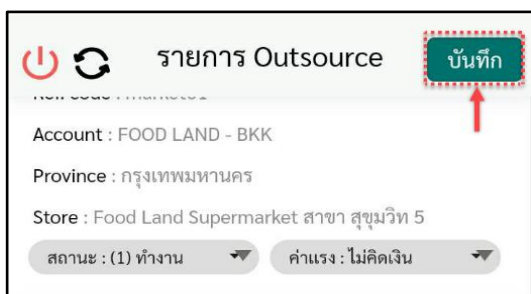 รายการ Outsource
บันทึก
Account : FOOD LAND - BKK
Province : กรุงเทพมหานคร
Store : Food Land Supermarket สาขา สุขุมวิท 5
สถานะ : (1) ทำงาน
ค่าแรง : ไม่คิดเงิน